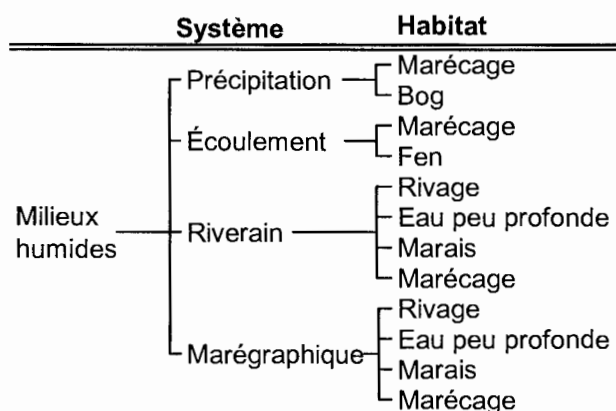 Système Habitat
Précipitation
Marécage
Bog
Écoulement
Marécage
Fen
Milieux
humides
Riverain
Rivage
Eau peu profonde
Marais
Marécage
Marégraphique
Rivage
Eau peu profonde
Marais
Marécage